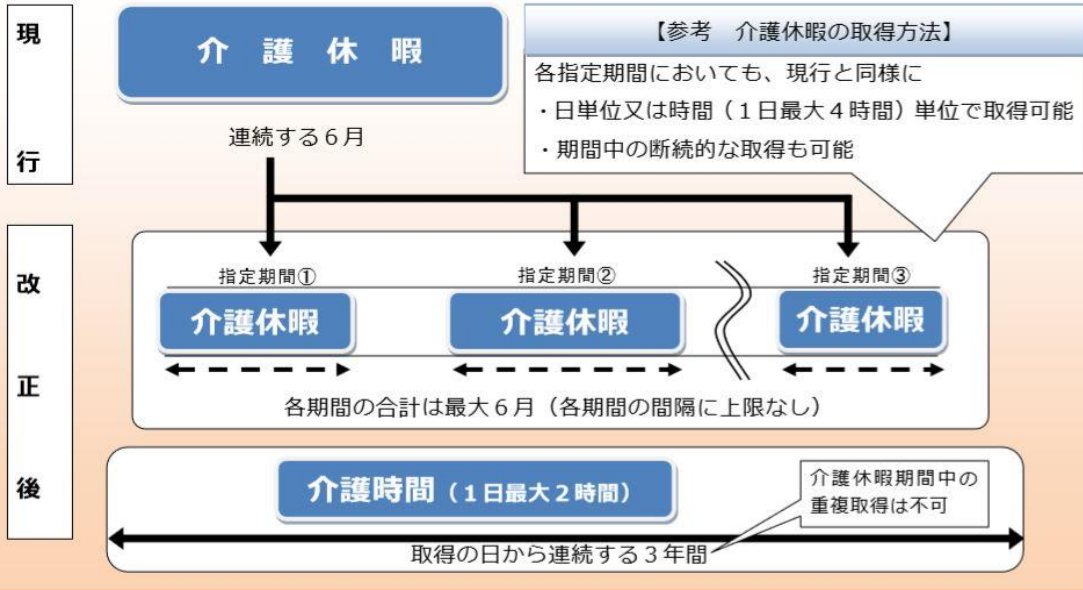 現行
介護休暇
連続する６月
【参考　介護休暇の取得方法】
各指定期間においても、現行と同様に
・日単位又は時間（１日最大４時間）単位で取得可能
・期間中の断続的な取得も可能
改正後
指定期間①
介護休暇
指定期間②
介護休暇
指定期間③
介護休暇
各期間の合計は最大６月（各期間の間隔に上限なし）
介護時間（１日最大２時間）
介護休暇期間中の
重複取得は不可
取得の日から連続する３年間